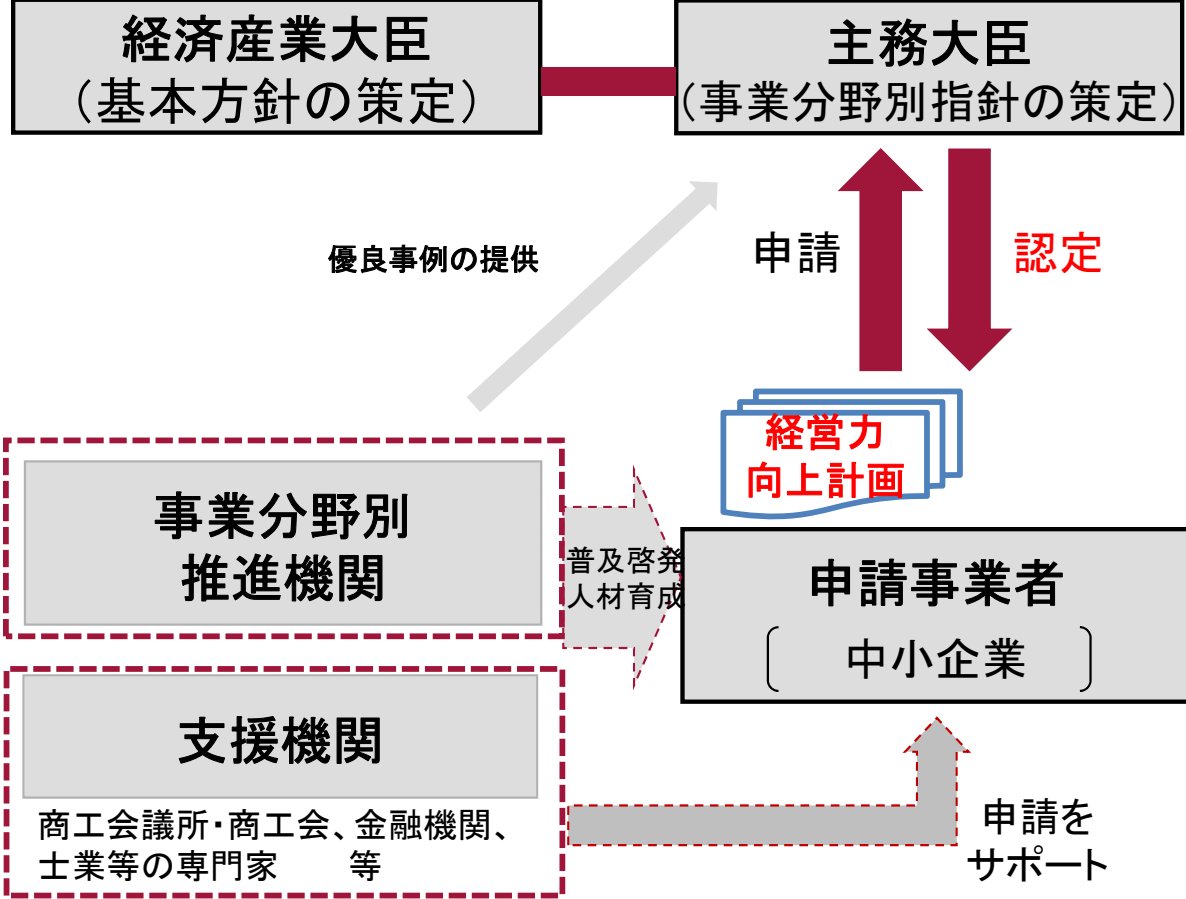 経済産業大臣
（基本方針の策定）
主務大臣
（事業分野別指針の策定）
優良事例の提供
申請
認定
経営力
向上計画
事業分野別
推進機関
普及啓発
人材育成
申請事業者
〔 中小企業 〕
支援機関
商工会議所・商工会、金融機関、
士業等の専門家 等
申請を
サポート